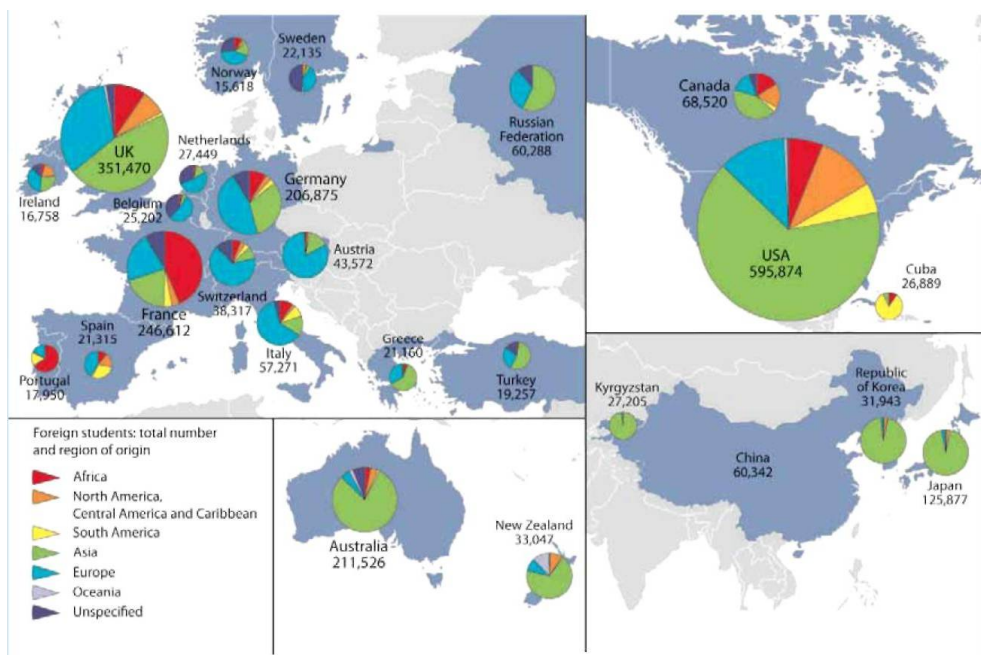 Sweden
22,135
Norway
15,618
Russian
Federation
60,288
UK
351,470
Netherlands
27,449
Germany
206,875
Ireland
16,758
Belgium
25,202
Austria
43,572
Switzerland
38,317
France
246,612
Spain
21,315
Italy
57,271
Greece
21,160
Portugal
17,950
Turkey
19,257
Canada
68,520
USA
595,874
Cuba
26,889
Foreign students: total number
and region of origin
Africa
North America,
Central America and Caribbean
South America
Asia
Europe
Oceania
Unspecified
Australia
211,526
New Zealand
33,047
Kyrgyzstan
27,205
Republic
of Korea
31,943
China
60,342
Japan
125,877